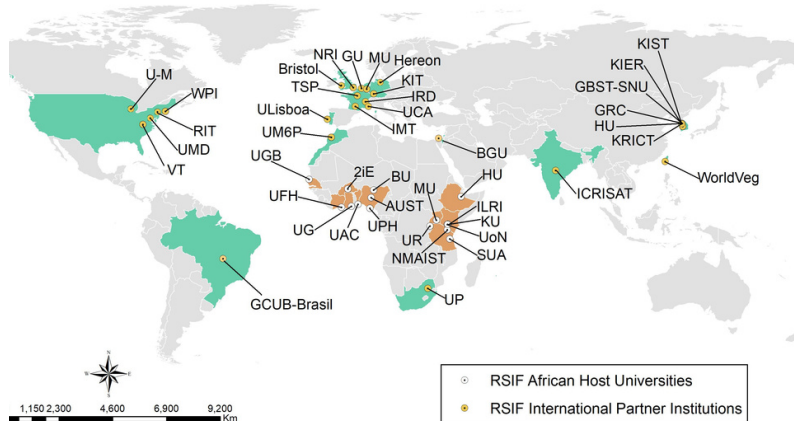 KIST
KIER
GBST-SNU
GRC
HU
KRICT
NRI
GU
MU
Hereon
Bristol
KIT
TSP
IRD
UCA
IMT
ULisboa
UM6P
U-M
WPI
RIT
UMD
VT
BGU
WorldVeg
ICRISAT
UGB
2iE
BU
MU
HU
UFH
AUST
ILRI
KU
UG
UAC
UPH
UR
UoN
NMAIST
SUA
GCUB-Brasil
UP
N
W
E
S
1,150 2,300 4,600 6,900 9,200
Km
RSIF African Host Universities
RSIF International Partner Institutions